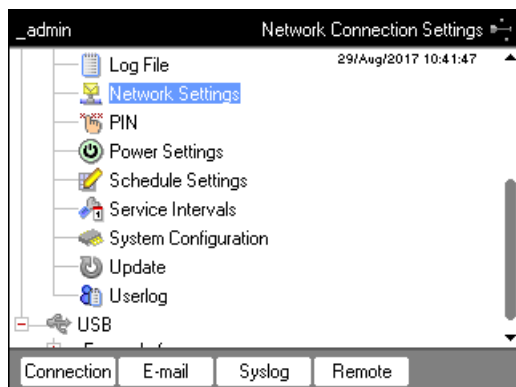 _admin Network Connection Settings
29/Aug/2017 10:41:47
Log File
Network Settings
PIN
Power Settings
Schedule Settings
Service Intervals
System Configuration
Update
Userlog
USB
Connection E-mail Syslog Remote